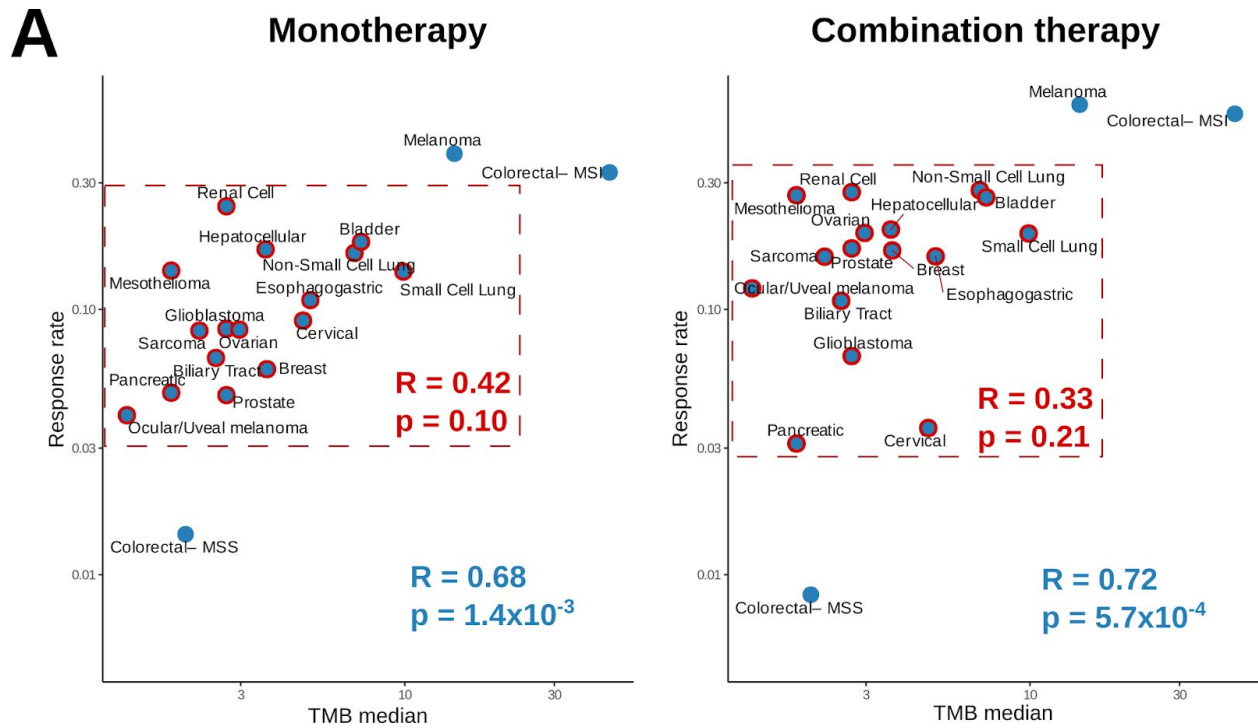 A
Monotherapy
Melanoma
Colorectal– MSI
0.30
Renal Cell
Bladder
Hepatocellular
Non-Small Cell Lung
Mesothelioma
Esophagogastric
Small Cell Lung
0.10
Glioblastoma
Cervical
Sarcoma
Ovarian
Biliary Tract
Breast
Pancreatic
R = 0.42
Prostate
p = 0.10
Ocular/Uveal melanoma
0.03
Response rate
Colorectal– MSS
0.01
R = 0.68
p = 1.4x10-3
3
10
30
TMB median
Combination therapy
Melanoma
Colorectal– MSI
0.30
Renal Cell
Non-Small Cell Lung
Mesothelioma
Hepatocellular
Bladder
Ovarian
Small Cell Lung
Sarcoma
Prostate
Breast
Ocular/Uveal melanoma
Esophagogastric
0.10
Biliary Tract
Glioblastoma
R = 0.33
Pancreatic
Cervical
p = 0.21
0.03
Response rate
0.01
Colorectal– MSS
R = 0.72
p = 5.7x10-4
3
10
30
TMB median